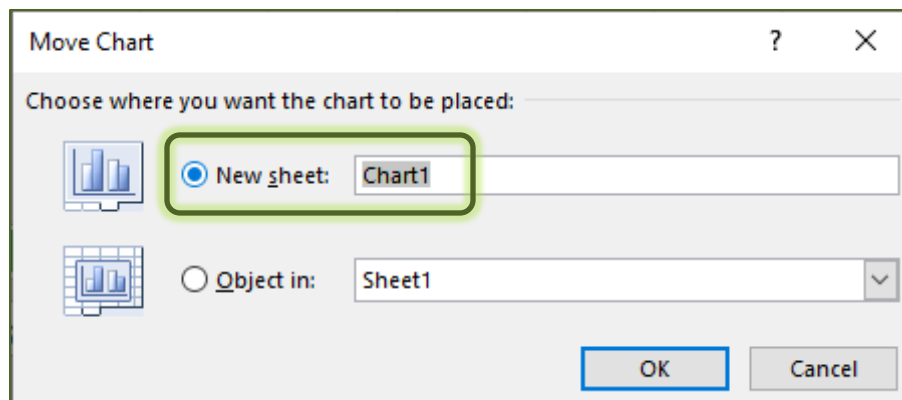 Move Chart ? ×
Choose where you want the chart to be placed:
New sheet: Chart1
Object in: Sheet1
OK Cancel